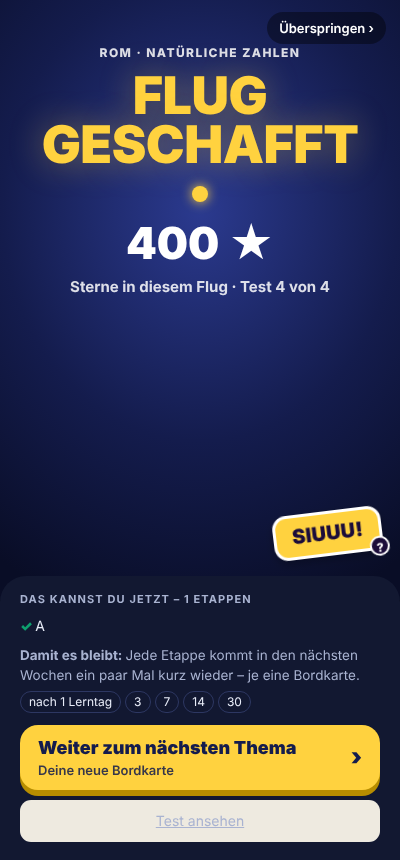 Überspringen ›
ROM · NATÜRLICHE ZAHLEN
FLUG
GESCHAFFT
400 ★
Sterne in diesem Flug · Test 4 von 4
SIUUU!
?
DAS KANNST DU JETZT – 1 ETAPPEN
✓ A
Damit es bleibt: Jede Etappe kommt in den nächsten
Wochen ein paar Mal kurz wieder – je eine Bordkarte.
nach 1 Lerntag 3 7 14 30
Weiter zum nächsten Thema ›
Deine neue Bordkarte
Test ansehen